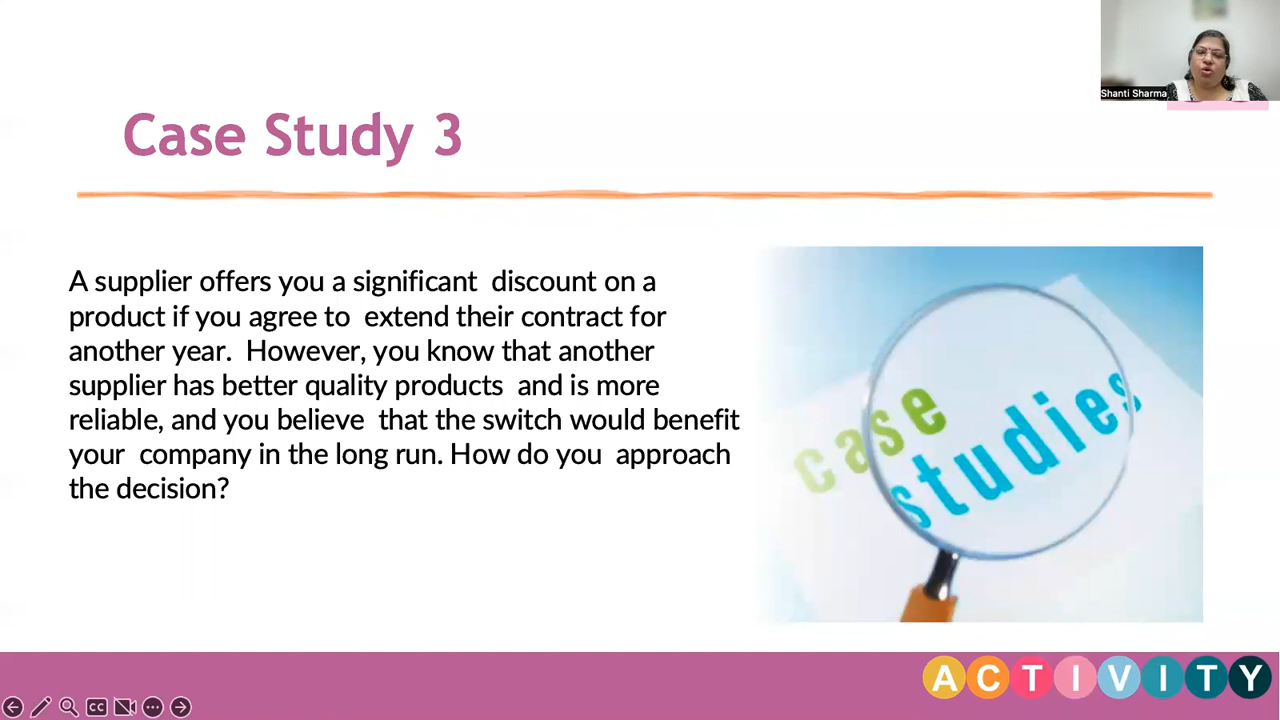 Shanti Sharma
Case Study 3
A supplier offers you a significant discount on a
product if you agree to extend their contract for
another year. However, you know that another
supplier has better quality products and is more
reliable, and you believe that the switch would benefit
your company in the long run. How do you approach
the decision?
case
studies
ACTIVITY
CC